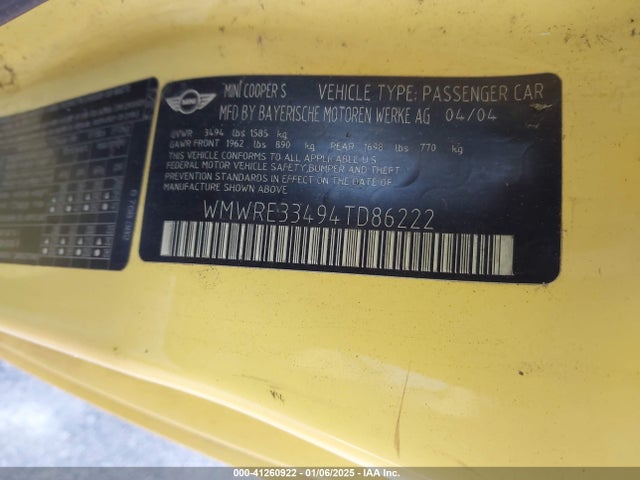 MINI
MINI COOPER S VEHICLE TYPE: PASSENGER CAR
MFD BY BAYERISCHE MOTOREN WERKE AG 04/04
GVWR 3494 lbs 1585 kg
GAWR FRONT 1962 lbs 890 kg REAR 1698 lbs 770 kg
THIS VEHICLE CONFORMS TO ALL APPLICABLE U.S.
FEDERAL MOTOR VEHICLE SAFETY, BUMPER AND THEFT
PREVENTION STANDARDS IN EFFECT ON THE DATE OF
MANUFACTURE SHOWN ABOVE.
WMWRE33494TD86222
000-41260922 - 01/06/2025 - © IAA Inc.